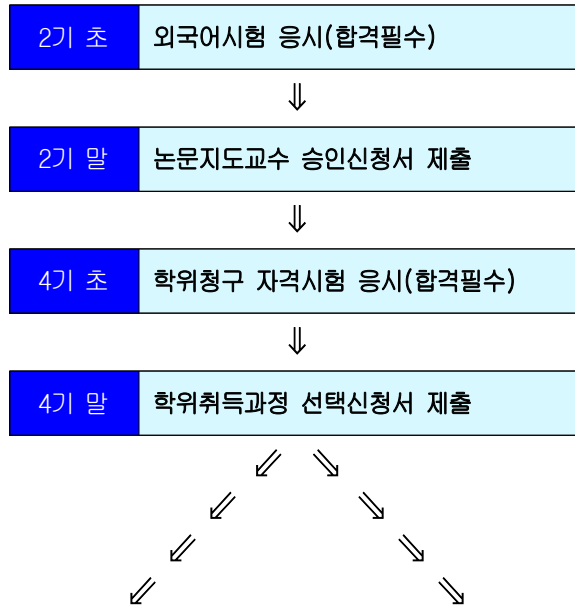 2기 초 외국어시험 응시(합격필수)
⇓
2기 말 논문지도교수 승인신청서 제출
⇓
4기 초 학위청구 자격시험 응시(합격필수)
⇓
4기 말 학위취득과정 선택신청서 제출